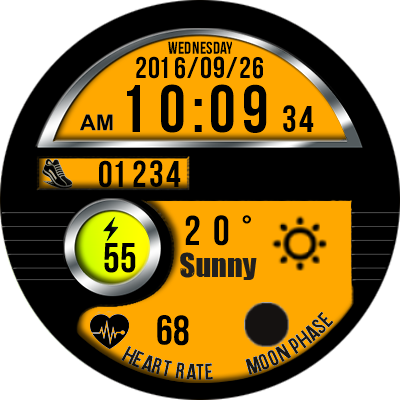 WEDNESDAY
2016/09/26
AM 10:09 34
01234
20°
55
Sunny
68
HEART RATE
MOON PHASE